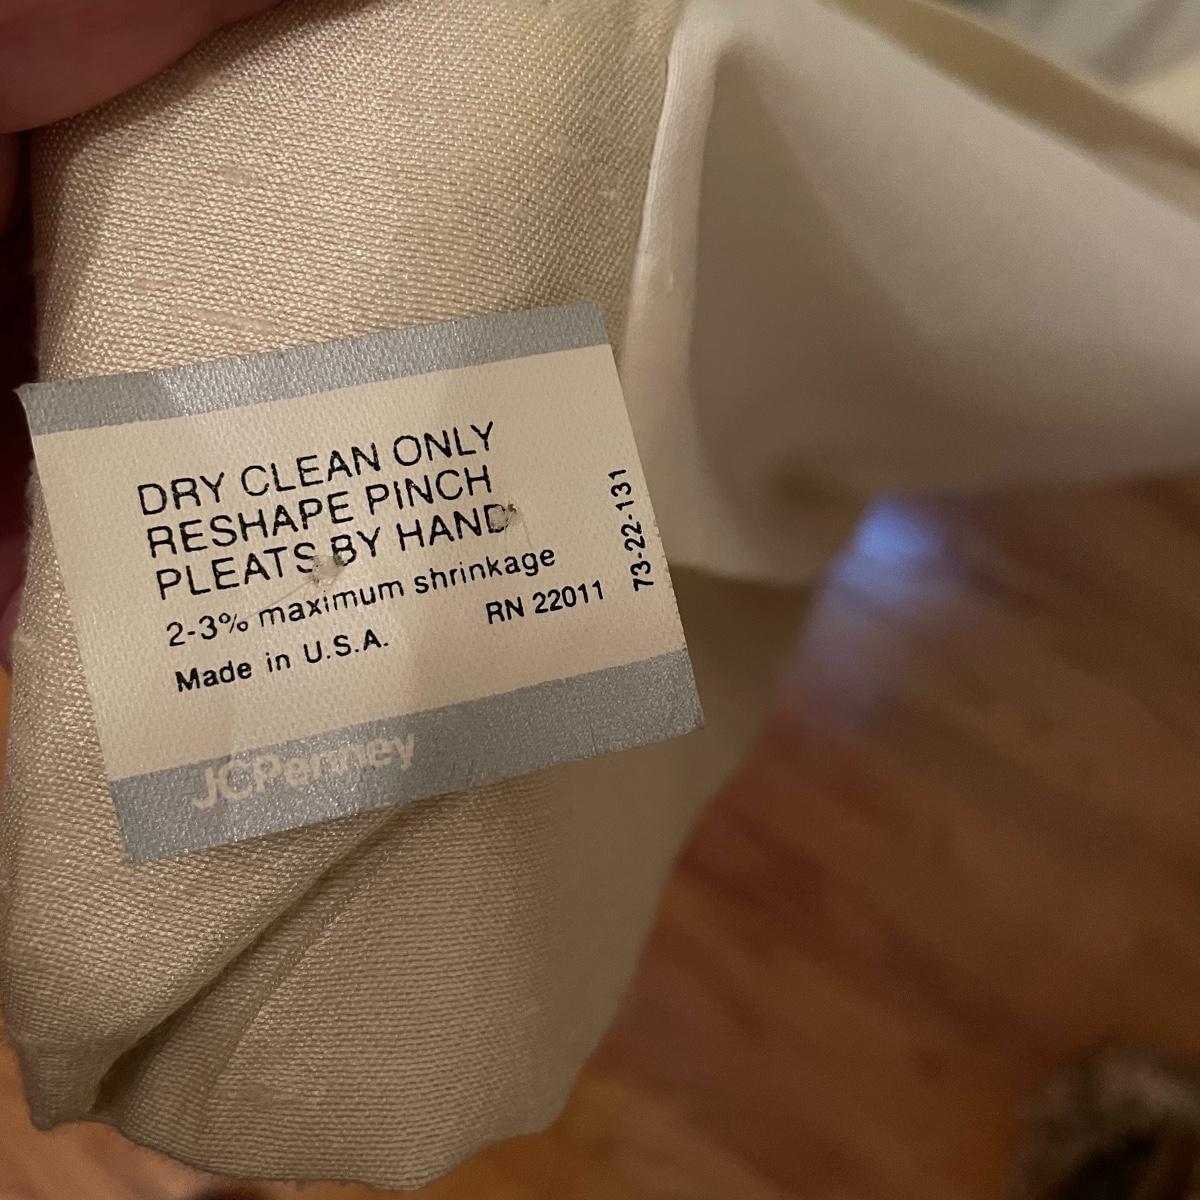 DRY CLEAN ONLY
RESHAPE PINCH
PLEATS BY HAND
2-3% maximum shrinkage
RN 22011
Made in U.S.A.
73-22-131
JCPenney